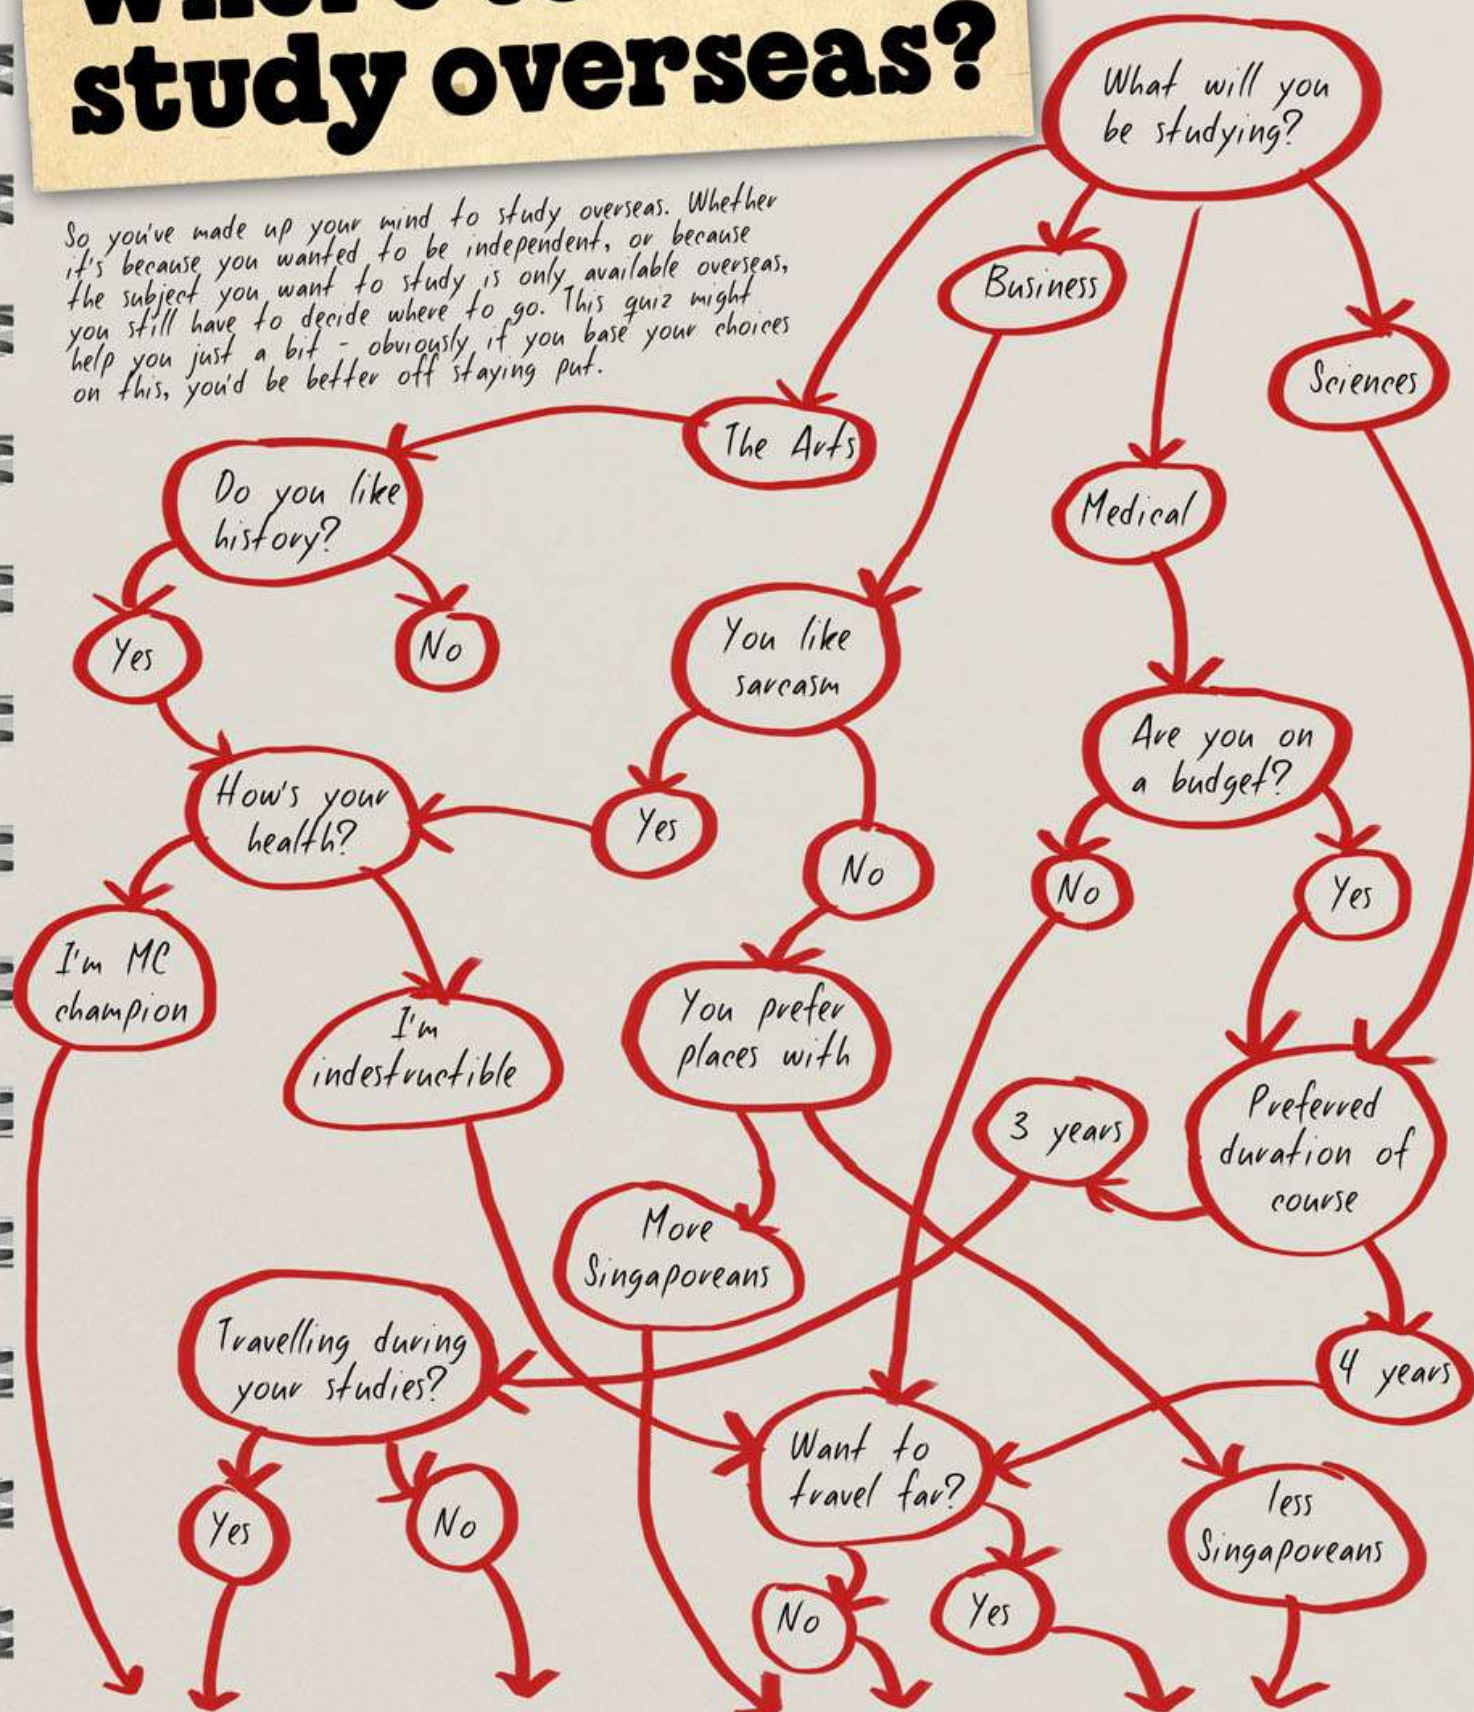 study overseas?
So you've made up your mind to study overseas. Whether
it's because you wanted to be independent, or because
the subject you want to study is only available overseas,
you still have to decide where to go. This quiz might
help you just a bit - obviously if you base your choices
on this, you'd be better off staying put.
What will you
be studying?
Business
Sciences
The Arts
Medical
Do you like
history?
Yes
No
You like
sarcasm
Are you on
a budget?
How's your
health?
Yes
No
No
Yes
I'm MC
champion
I'm
indestructible
You prefer
places with
3 years
Preferred
duration of
course
More
Singaporeans
Travelling during
your studies?
4 years
Want to
travel far?
less
Singaporeans
Yes
No
No
Yes